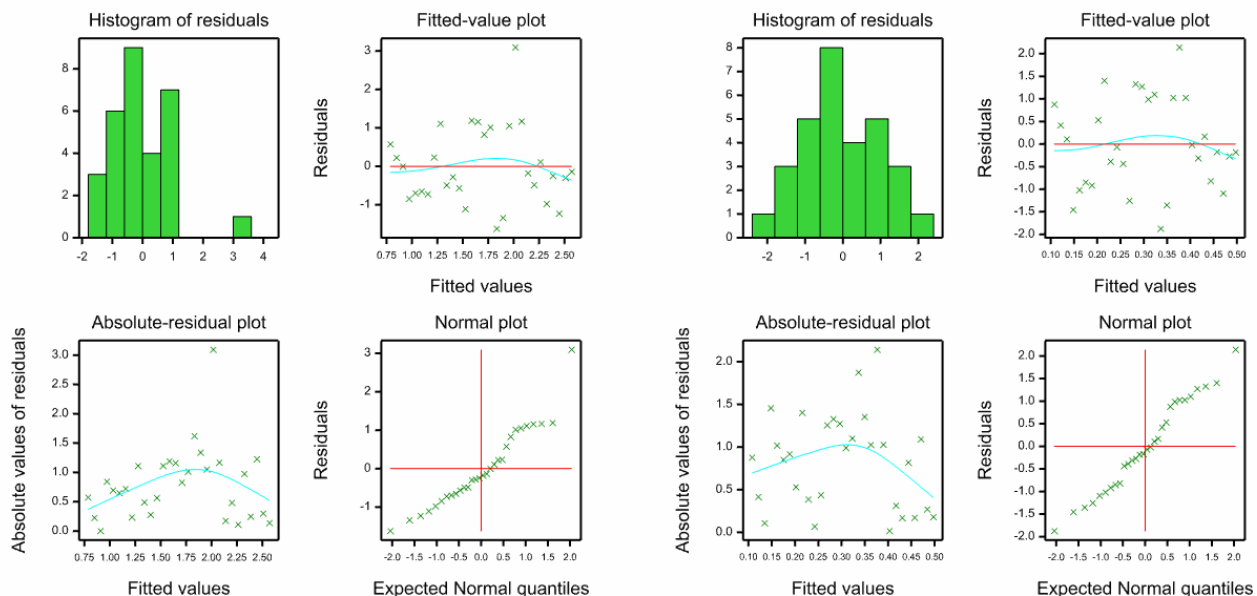 Histogram of residuals
8
6
4
2
0
-2 -1 0 1 2 3 4
Fitted-value plot
Residuals
3
2
1
0
-1
0.75 1.00 1.25 1.50 1.75 2.00 2.25 2.50
Fitted values
Histogram of residuals
8
7
6
5
4
3
2
1
0
-2 -1 0 1 2
Fitted-value plot
Residuals
2.0
1.5
1.0
0.5
0.0
-0.5
-1.0
-1.5
-2.0
0.10 0.15 0.20 0.25 0.30 0.35 0.40 0.45 0.50
Fitted values
Absolute-residual plot
Absolute values of residuals
3.0
2.5
2.0
1.5
1.0
0.5
0.0
0.75 1.00 1.25 1.50 1.75 2.00 2.25 2.50
Fitted values
Normal plot
Residuals
3
2
1
0
-1
-2.0 -1.5 -1.0 -0.5 0.0 0.5 1.0 1.5 2.0
Expected Normal quantiles
Absolute-residual plot
Absolute values of residuals
2.0
1.5
1.0
0.5
0.0
0.10 0.15 0.20 0.25 0.30 0.35 0.40 0.45 0.50
Fitted values
Normal plot
Residuals
2.0
1.5
1.0
0.5
0.0
-0.5
-1.0
-1.5
-2.0
-2.0 -1.5 -1.0 -0.5 0.0 0.5 1.0 1.5 2.0
Expected Normal quantiles